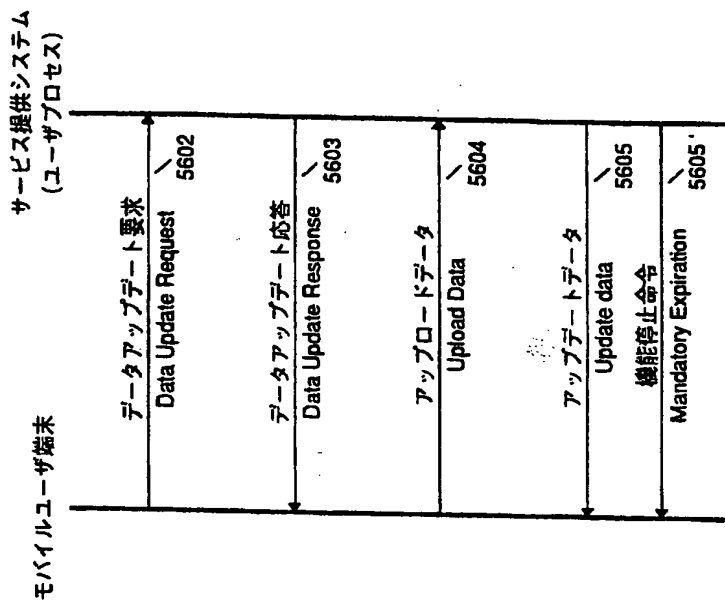 モバイルユーザ端末
サービス提供システム
(ユーザプロセス)
データアップデート要求
Data Update Request
5602
データアップデート応答
Data Update Response
5603
アップロードデータ
Upload Data
5604
アップデートデータ
Update data
5605
機能停止命令
Mandatory Expiration
5605'